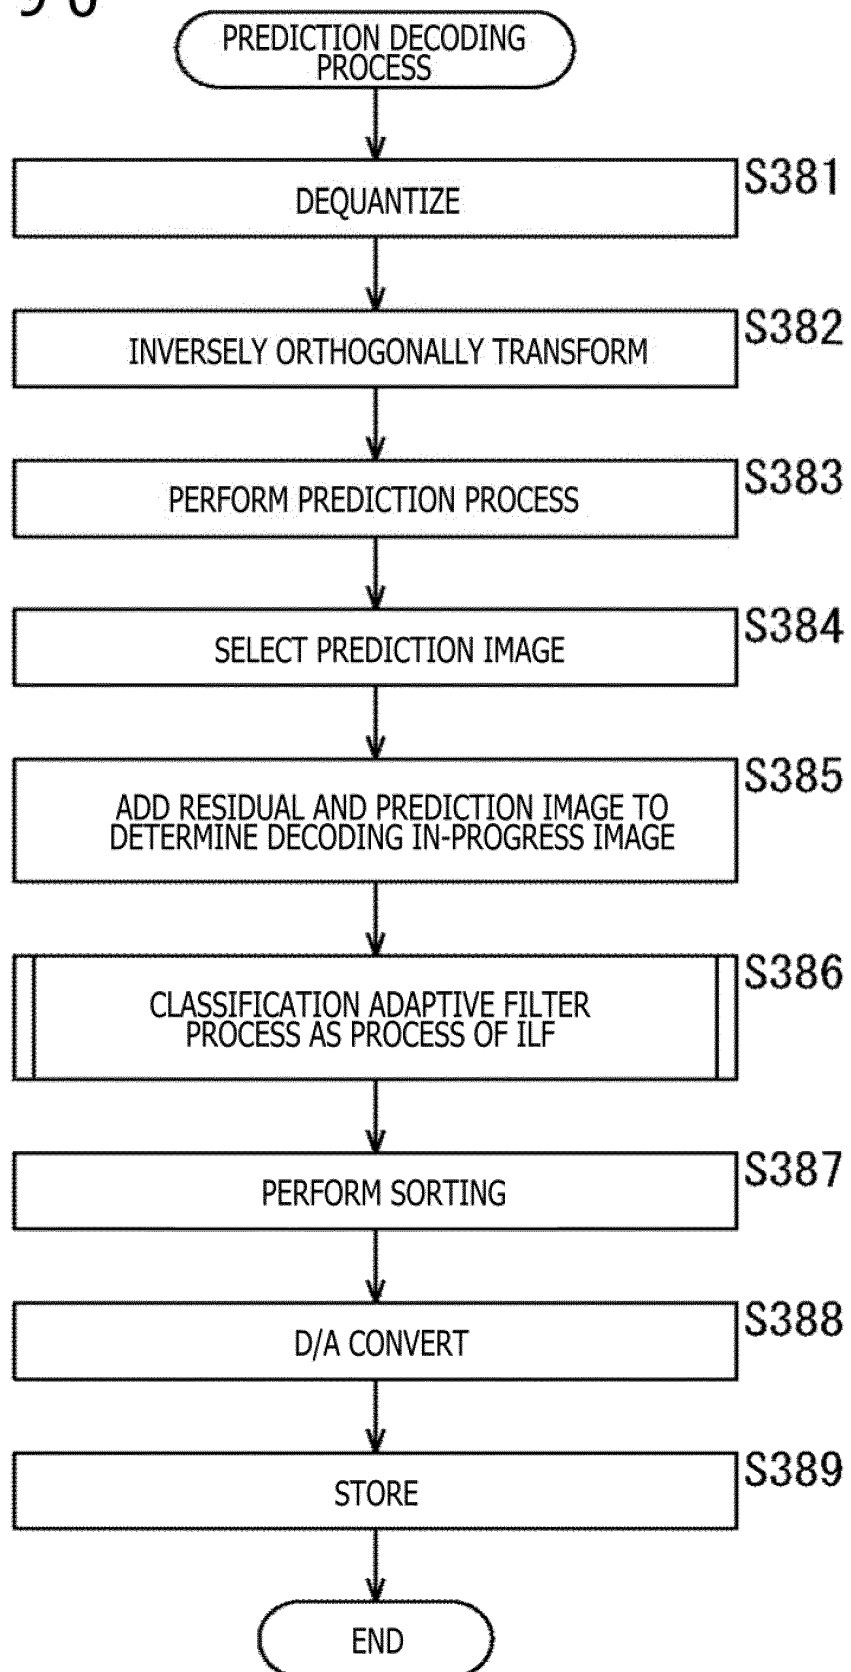 PREDICTION DECODING
PROCESS
S381
DEQUANTIZE
S382
INVERSELY ORTHOGONALLY TRANSFORM
S383
PERFORM PREDICTION PROCESS
S384
SELECT PREDICTION IMAGE
S385
ADD RESIDUAL AND PREDICTION IMAGE TO
DETERMINE DECODING IN-PROGRESS IMAGE
S386
CLASSIFICATION ADAPTIVE FILTER
PROCESS AS PROCESS OF ILF
S387
PERFORM SORTING
S388
D/A CONVERT
S389
STORE
END